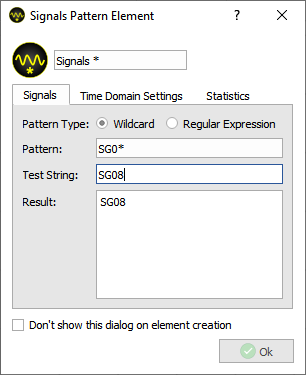 Signals Pattern Element
?
Signals *
Signals Time Domain Settings Statistics
Pattern Type: Wildcard Regular Expression
Pattern: SG0*
Test String: SG08
Result: SG08
Don't show this dialog on element creation
Ok